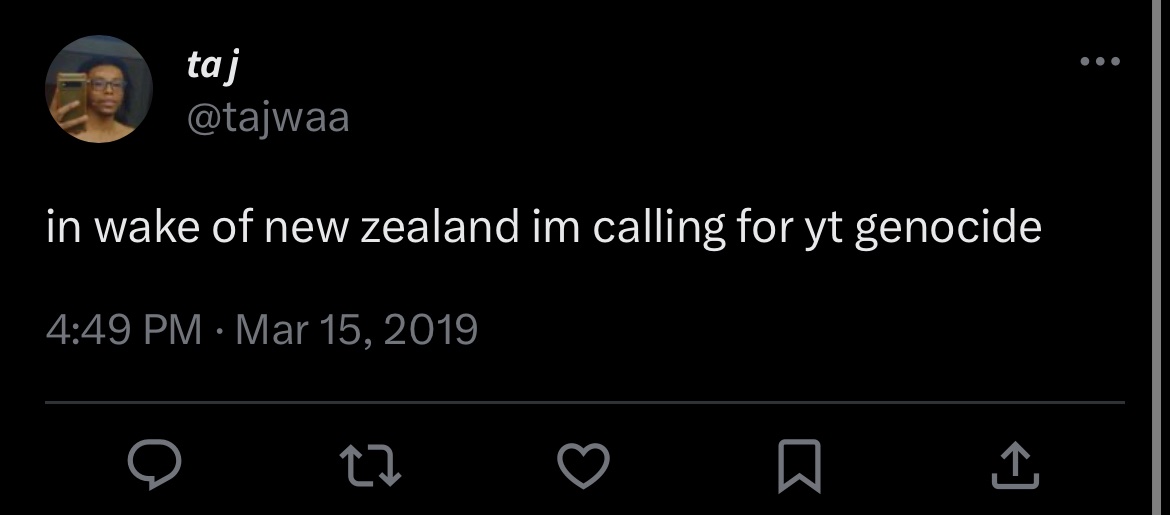 taj
@tajwaa
in wake of new zealand im calling for yt genocide
4:49 PM · Mar 15, 2019